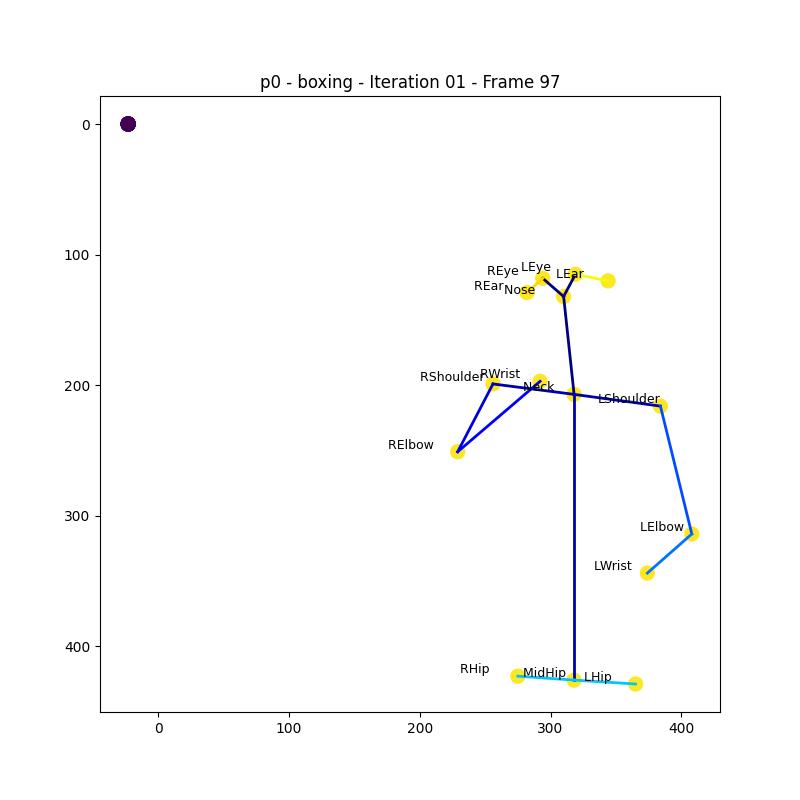 p0 - boxing - Iteration 01 - Frame 97
0
100
200
300
400
LEye
REye
LEar
REar
Nose
RWrist
RShoulder
Neck
LShoulder
RElbow
LElbow
LWrist
RHip
MidHip
LHip
0 100 200 300 400